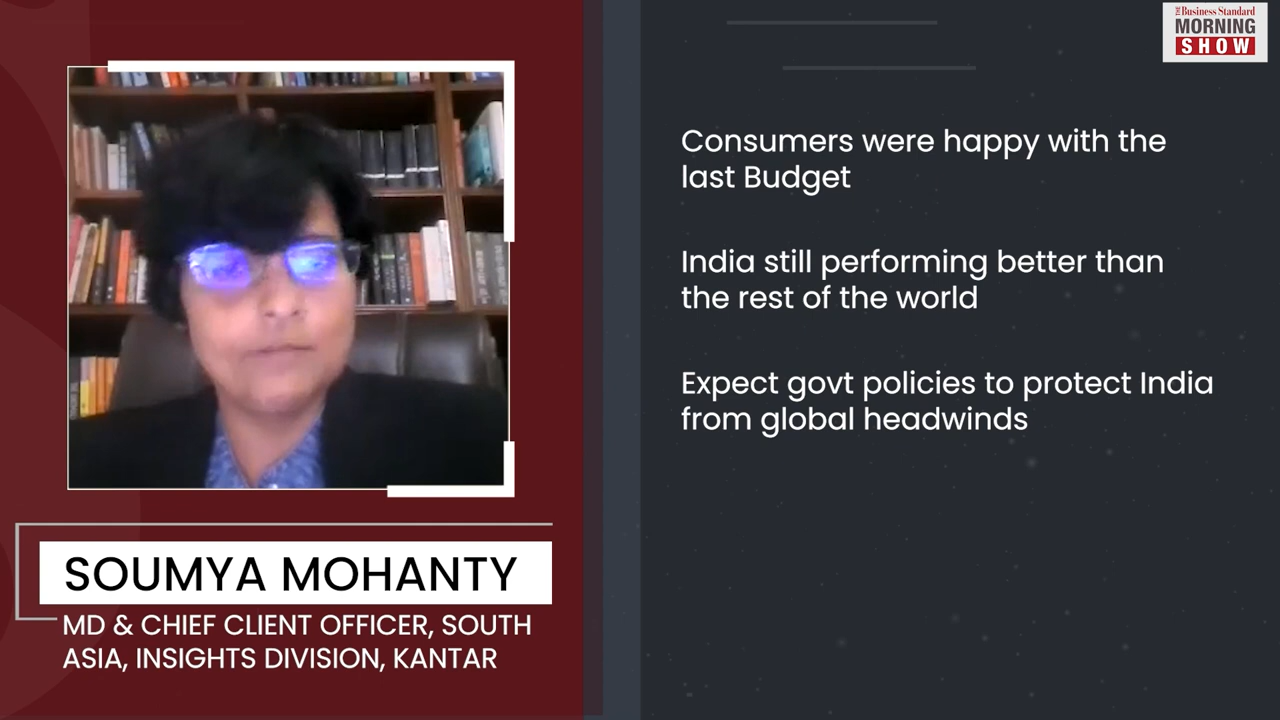 THE Business Standard
MORNING
SHOW
Consumers were happy with the
last Budget
India still performing better than
the rest of the world
Expect govt policies to protect India
from global headwinds
SOUMYA MOHANTY
MD & CHIEF CLIENT OFFICER, SOUTH
ASIA, INSIGHTS DIVISION, KANTAR